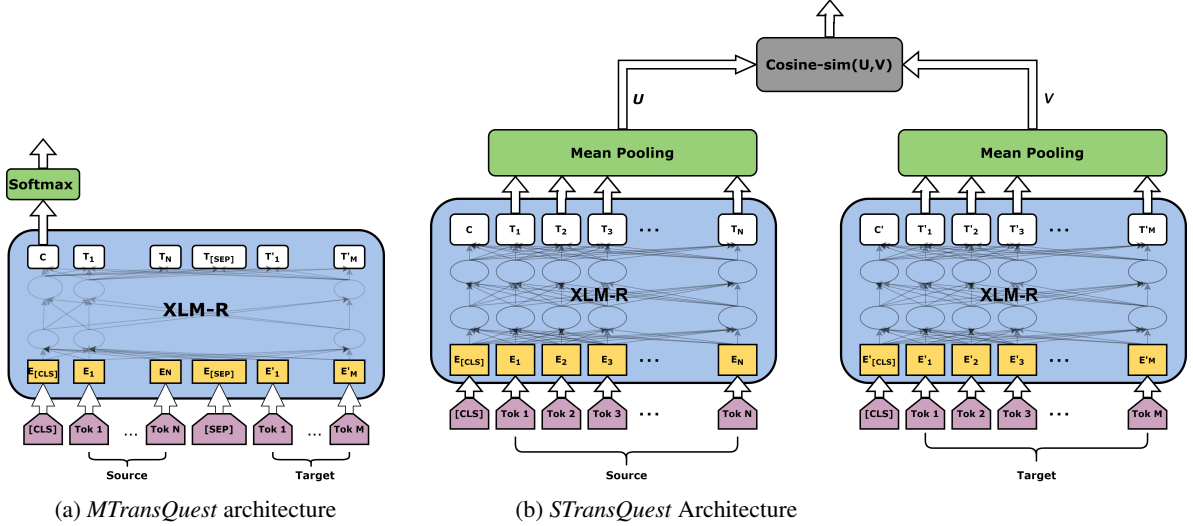 Softmax
C T1 TN T[SEP] T'1 T'M
XLM-R
E[CLS] E1 EN E[SEP] E'1 E'M
[CLS] Tok 1 ... Tok N [SEP] Tok 1 ... Tok M
Source Target
(a) MTransQuest architecture
Cosine-sim(U,V)
U V
Mean Pooling
C T1 T2 T3 ... TN
XLM-R
E[CLS] E1 E2 E3 ... EN
[CLS] Tok 1 Tok 2 Tok 3 ... Tok N
Source
Mean Pooling
C' T'1 T'2 T'3 ... T'M
XLM-R
E'[CLS] E'1 E'2 E'3 ... E'M
[CLS] Tok 1 Tok 2 Tok 3 ... Tok M
Target
(b) STransQuest Architecture